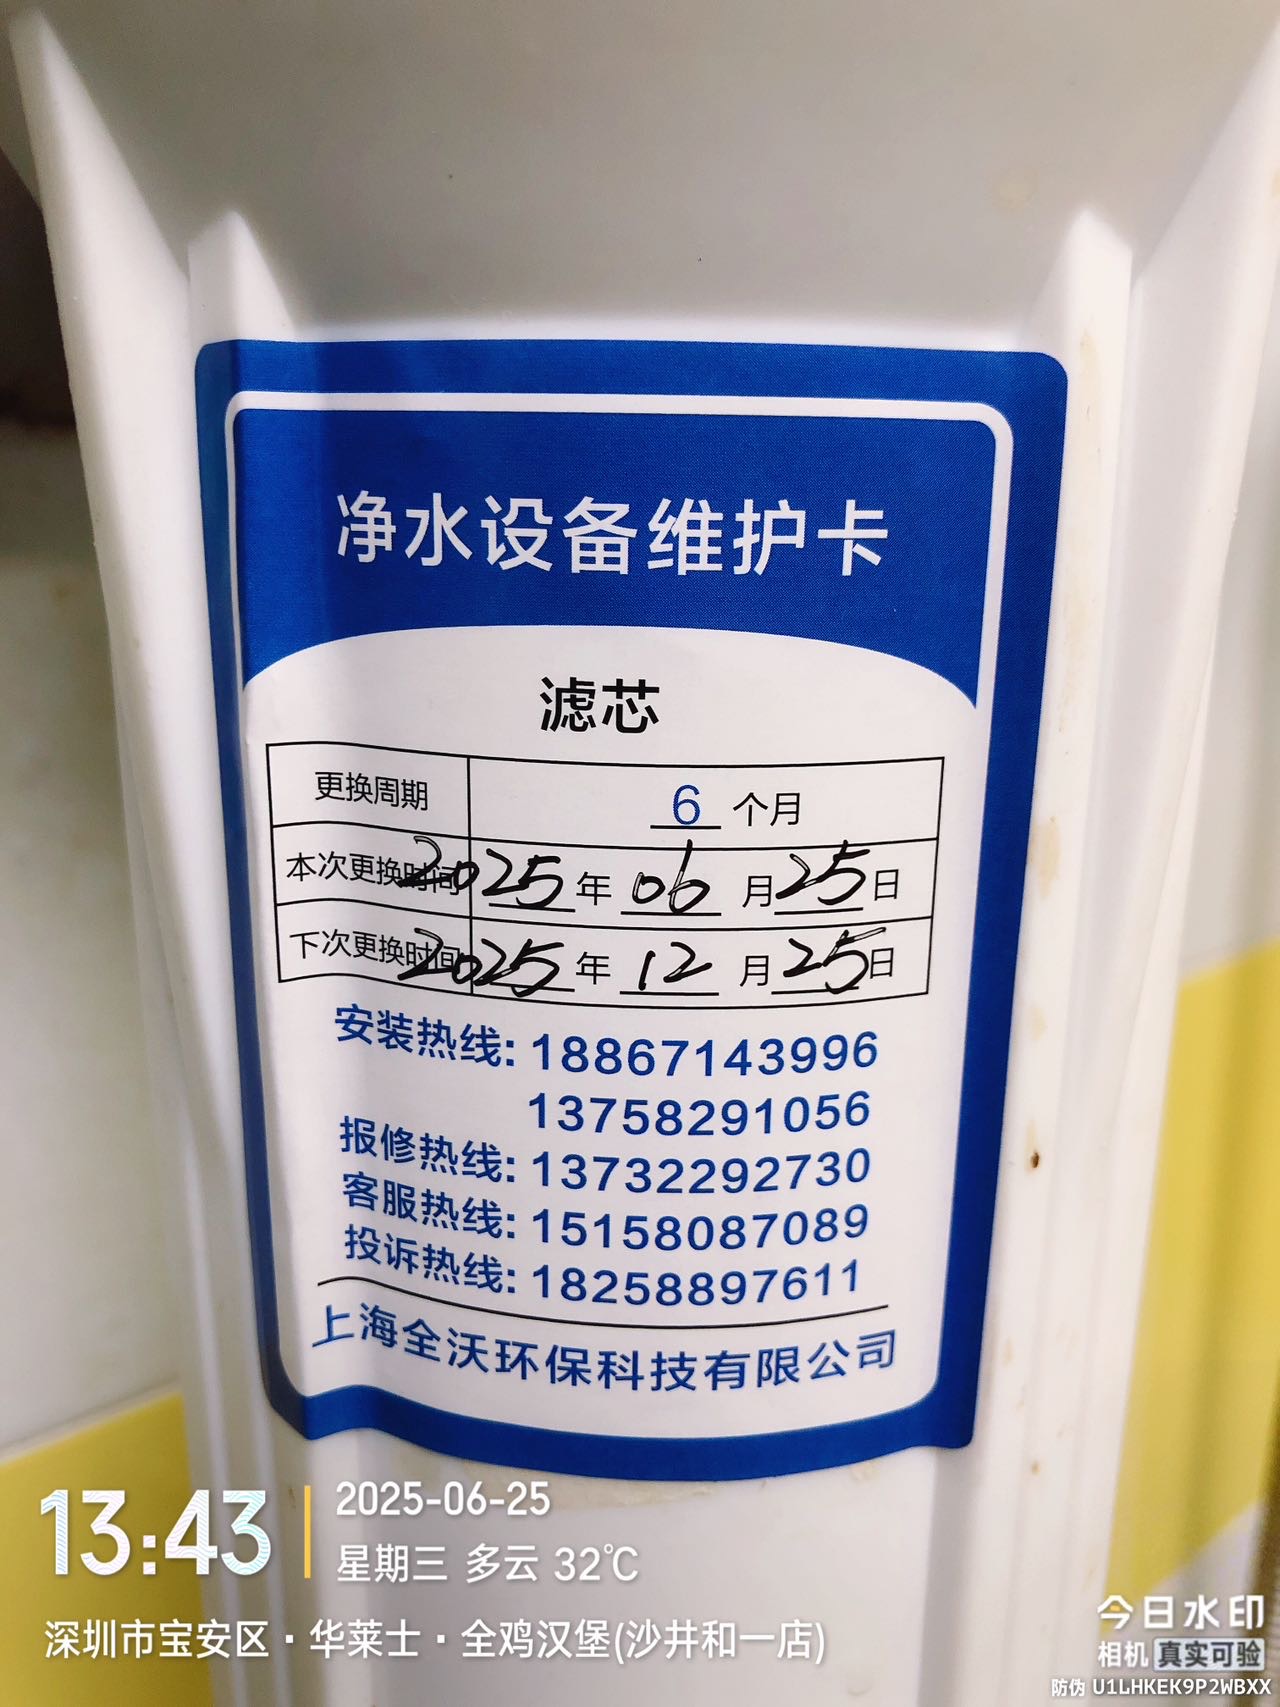 净水设备维护卡
滤芯
更换周期 6 个月
本次更换时间 2025 年 06 月 25 日
下次更换时间 2025 年 12 月 25 日
安装热线: 18867143996
13758291056
报修热线: 13732292730
客服热线: 15158087089
投诉热线: 18258897611
上海全沃环保科技有限公司
13:43
2025-06-25
星期三 多云 32℃
深圳市宝安区·华莱士·全鸡汉堡(沙井和一店)
今日水印
相机 真实可验
防伪 U1LHKEK9P2WBXX